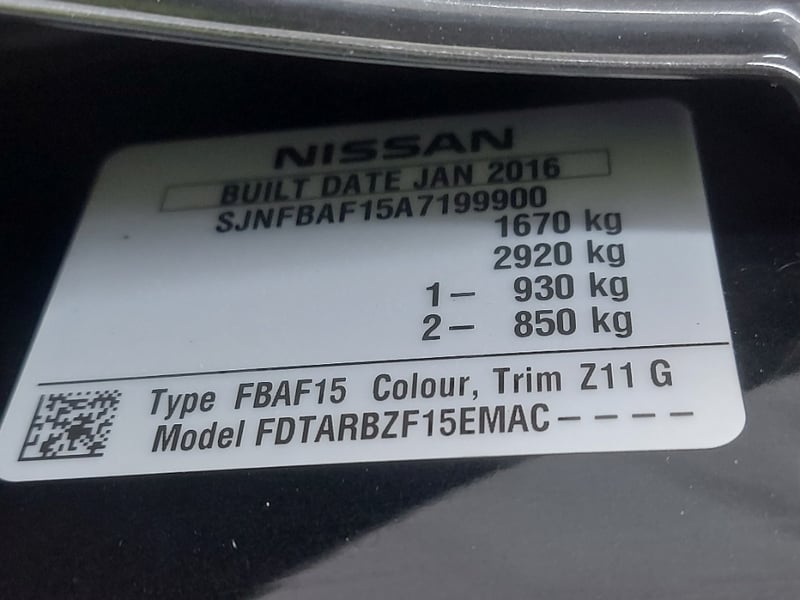 NISSAN
BUILT DATE JAN 2016
SJNFBAF15A7199900
1670 kg
2920 kg
1– 930 kg
2– 850 kg
Type FBAF15 Colour, Trim Z11 G
Model FDTARBZF15EMAC– – – –